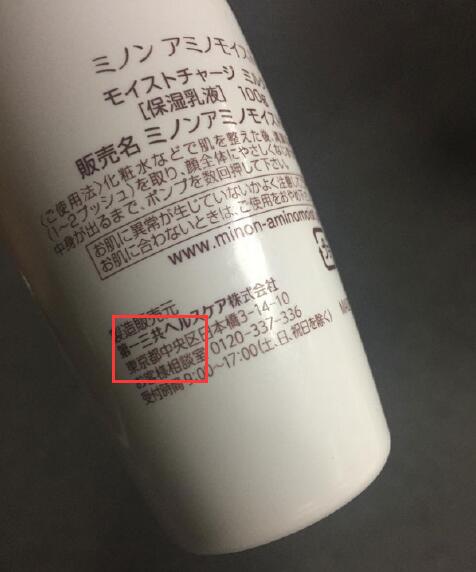 ミノン アミノモイス
モイストチャージ ミル
[保湿乳液] 100g
販売名 ミノンアミノモイス
〈ご使用法〉化粧水などで肌を整えた後、
(1〜2プッシュ)を取り、顔全体にやさしくな
中身が出るまで、ポンプを数回押して下さい。
お肌に異常が生じていないかよく注意して
お肌に合わないときは、ご使用をおやめ下
www.minon-aminomois
製造販売元
第一三共ヘルスケア株式会社
東京都中央区日本橋3-14-10
お客様相談室 0120-337-336
受付時間 9:00〜17:00(土、日、祝日を除く)